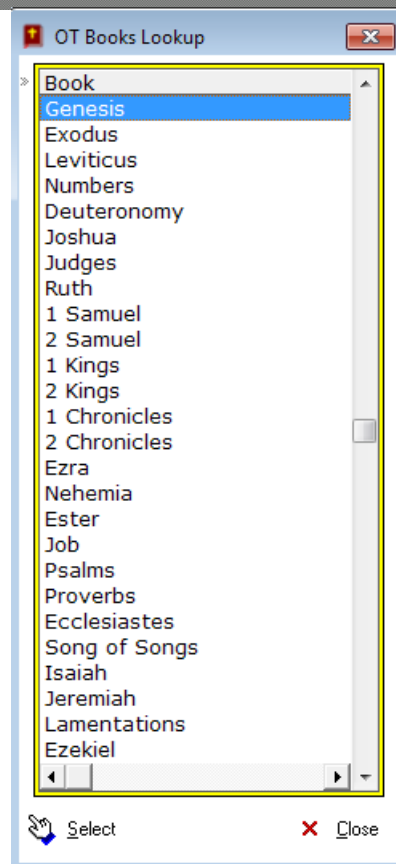 OT Books Lookup
Book
Genesis
Exodus
Leviticus
Numbers
Deuteronomy
Joshua
Judges
Ruth
1 Samuel
2 Samuel
1 Kings
2 Kings
1 Chronicles
2 Chronicles
Ezra
Nehemia
Ester
Job
Psalms
Proverbs
Ecclesiastes
Song of Songs
Isaiah
Jeremiah
Lamentations
Ezekiel
Select Close